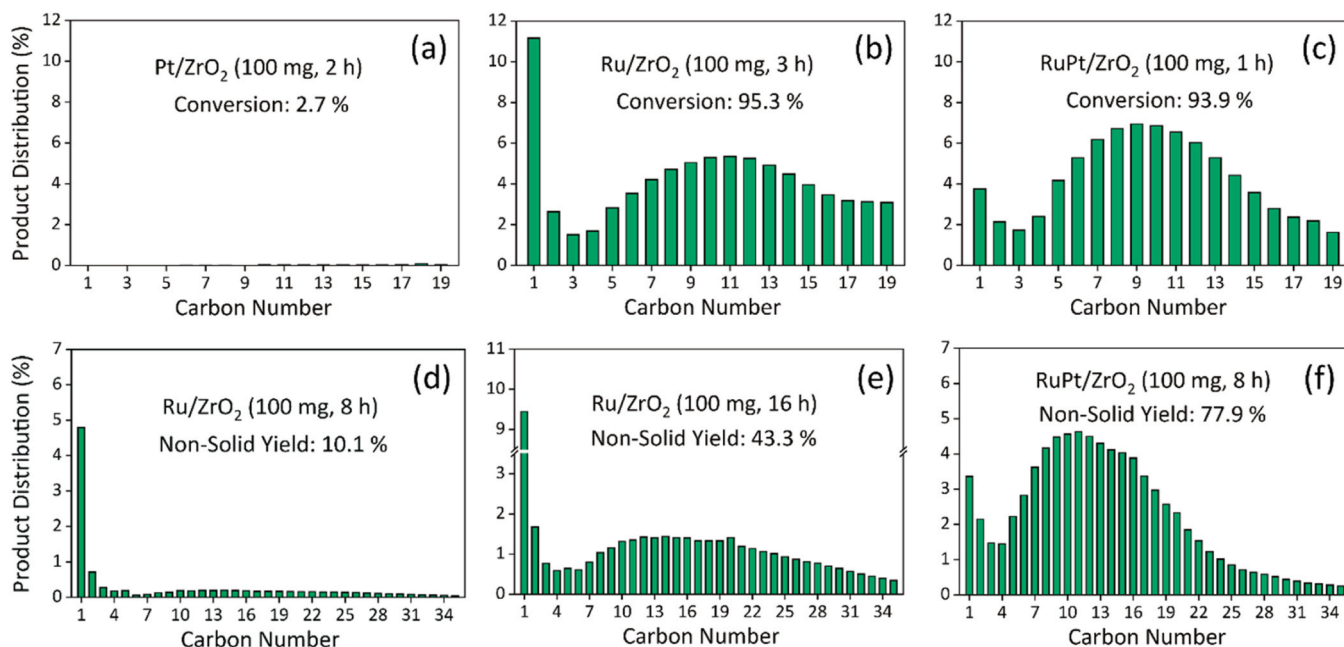 Product Distribution (%)
12
10
8
6
4
2
0
(a)
Pt/ZrO₂ (100 mg, 2 h)
Conversion: 2.7 %
1 3 5 7 9 11 13 15 17 19
Carbon Number
12
10
8
6
4
2
0
(b)
Ru/ZrO₂ (100 mg, 3 h)
Conversion: 95.3 %
1 3 5 7 9 11 13 15 17 19
Carbon Number
12
10
8
6
4
2
0
(c)
RuPt/ZrO₂ (100 mg, 1 h)
Conversion: 93.9 %
1 3 5 7 9 11 13 15 17 19
Carbon Number
Product Distribution (%)
7
6
5
4
3
2
1
0
(d)
Ru/ZrO₂ (100 mg, 8 h)
Non-Solid Yield: 10.1 %
1 4 7 10 13 16 19 22 25 28 31 34
Carbon Number
11
10
9
3
2
1
0
(e)
Ru/ZrO₂ (100 mg, 16 h)
Non-Solid Yield: 43.3 %
1 4 7 10 13 16 19 22 25 28 31 34
Carbon Number
7
6
5
4
3
2
1
0
(f)
RuPt/ZrO₂ (100 mg, 8 h)
Non-Solid Yield: 77.9 %
1 4 7 10 13 16 19 22 25 28 31 34
Carbon Number